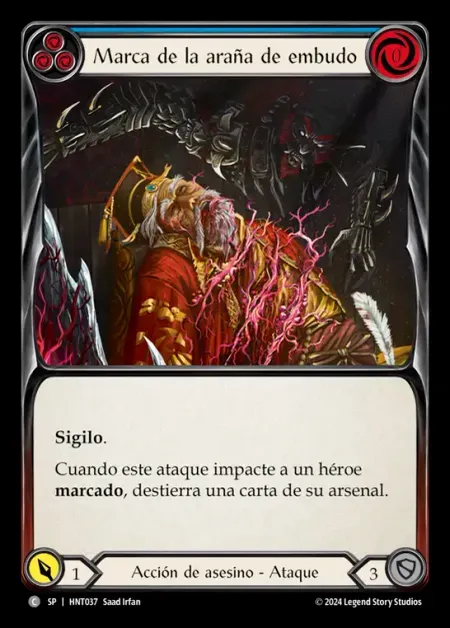 Marca de la araña de embudo
0
Sigilo.
Cuando este ataque impacte a un héroe
marcado, destierra una carta de su arsenal.
1
Acción de asesino - Ataque
3
C SP | HNT037 Saad Irfan
© 2024 Legend Story Studios